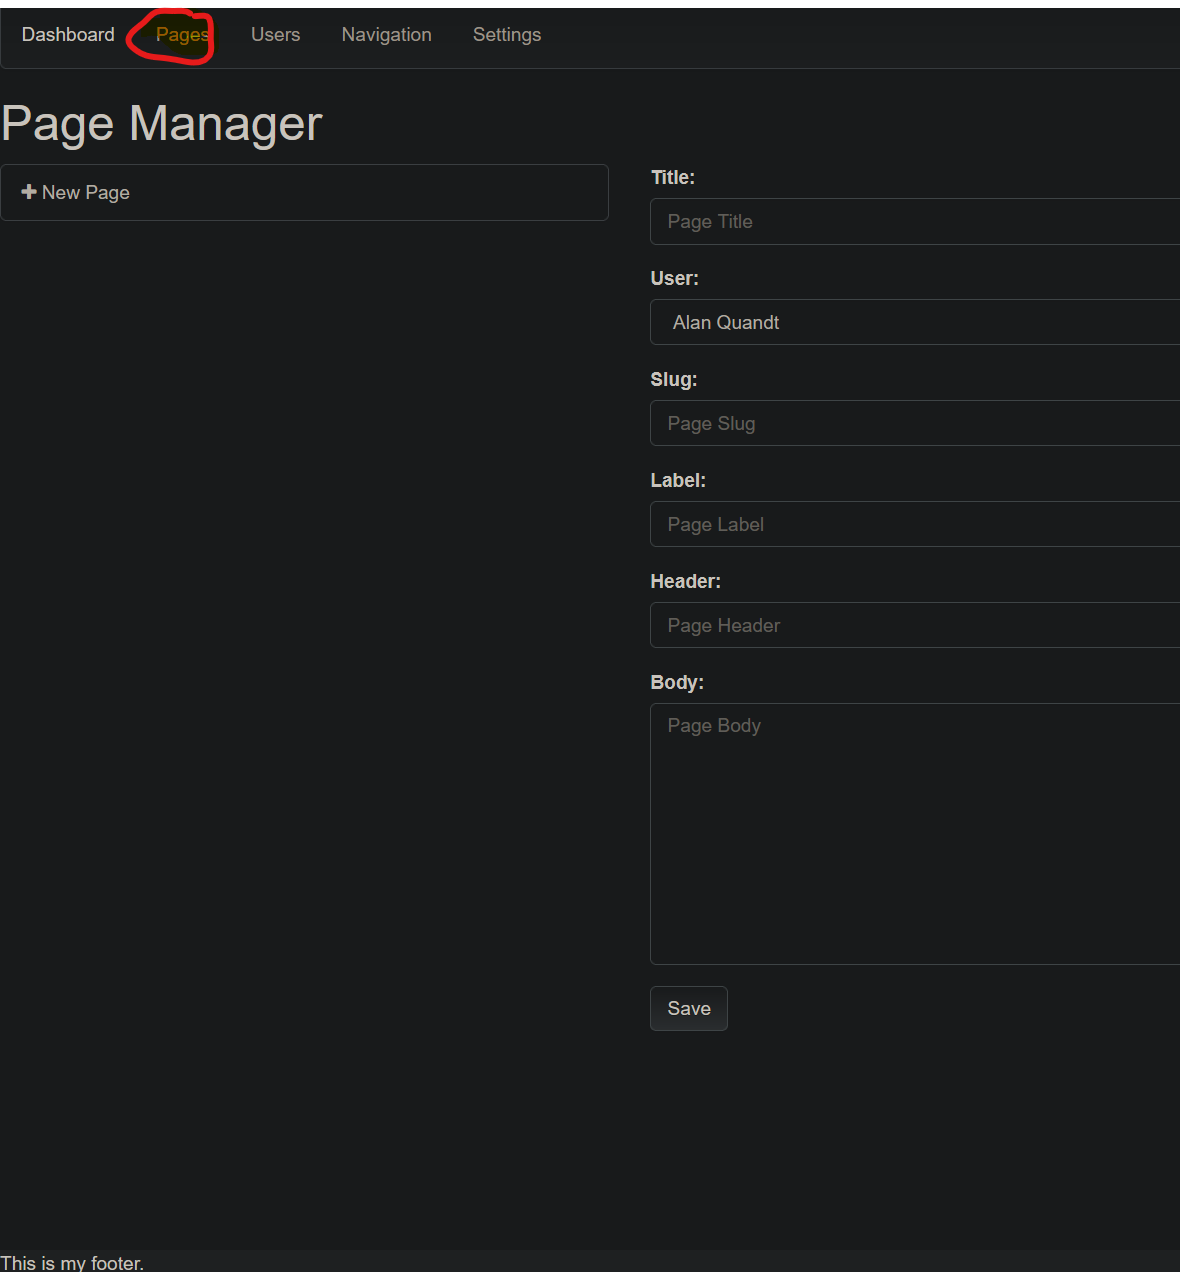 Dashboard Pages Users Navigation Settings
Page Manager
+ New Page
Title:
Page Title
User:
Alan Quandt
Slug:
Page Slug
Label:
Page Label
Header:
Page Header
Body:
Page Body
Save
This is my footer.